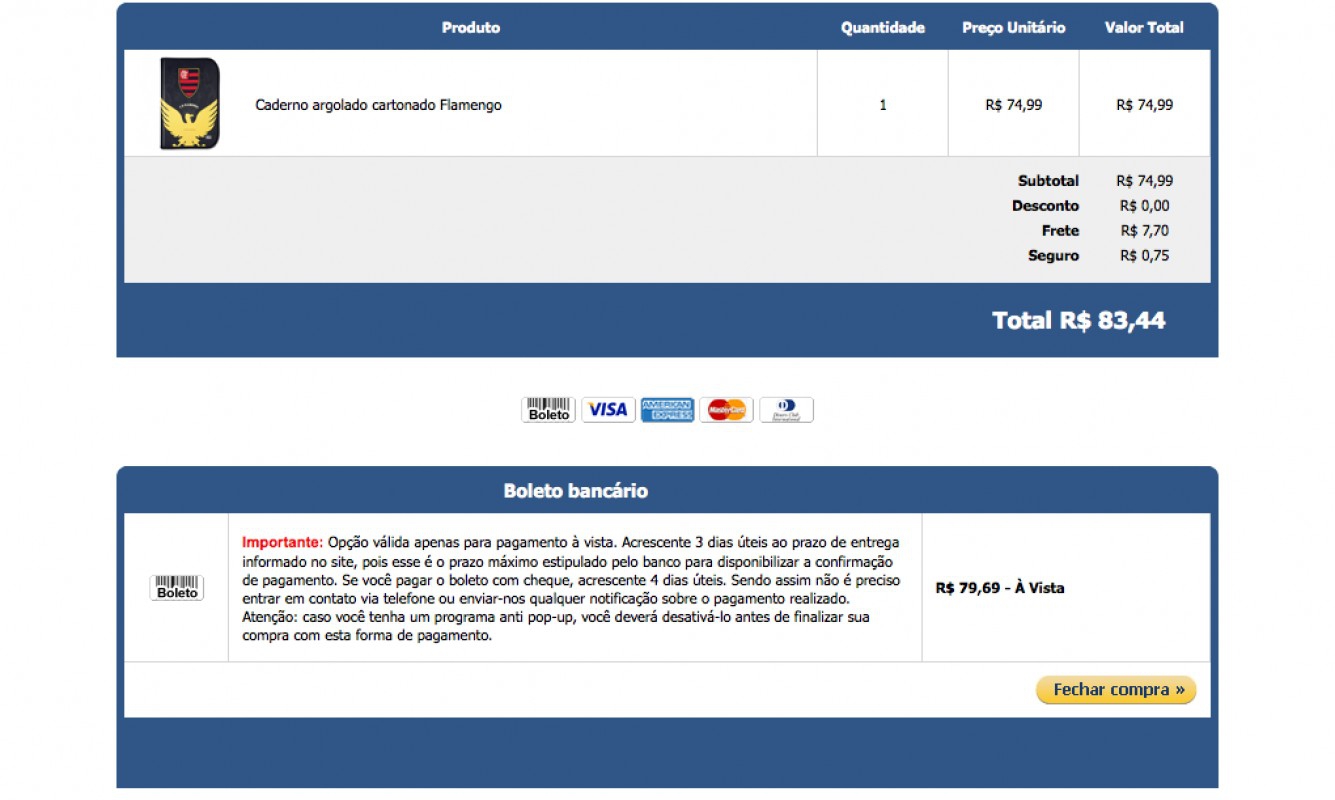 Produto Quantidade Preço Unitário Valor Total
Caderno argolado cartonado Flamengo 1 R$ 74,99 R$ 74,99
Subtotal R$ 74,99
Desconto R$ 0,00
Frete R$ 7,70
Seguro R$ 0,75
Total R$ 83,44
Boleto VISA AMERICAN EXPRESS MasterCard Diners Club International
Boleto bancário
Importante: Opção válida apenas para pagamento à vista. Acrescente 3 dias úteis ao prazo de entrega
informado no site, pois esse é o prazo máximo estipulado pelo banco para disponibilizar a confirmação
de pagamento. Se você pagar o boleto com cheque, acrescente 4 dias úteis. Sendo assim não é preciso
entrar em contato via telefone ou enviar-nos qualquer notificação sobre o pagamento realizado.
Atenção: caso você tenha um programa anti pop-up, você deverá desativá-lo antes de finalizar sua
compra com esta forma de pagamento.
Boleto
R$ 79,69 - À Vista
Fechar compra »